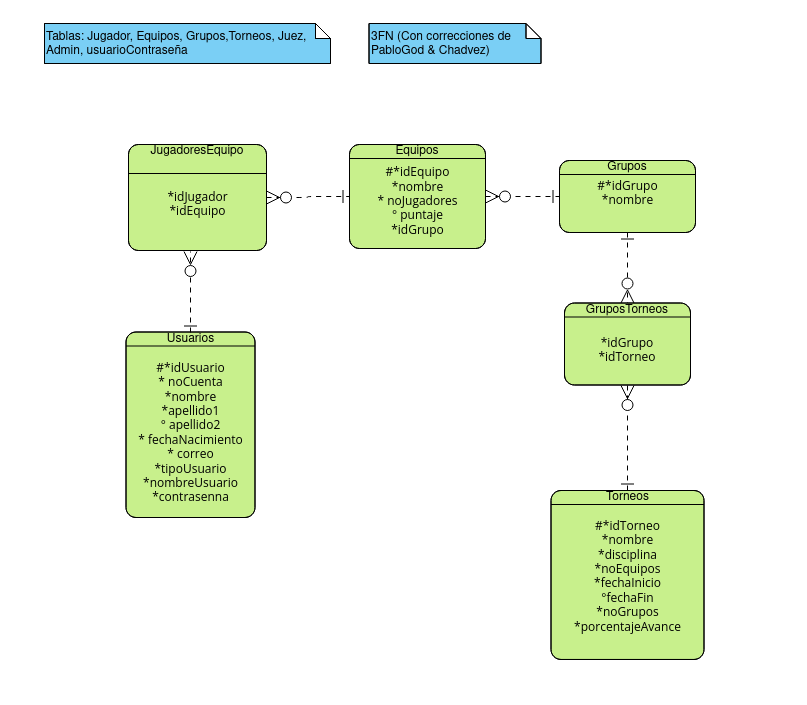 Tablas: Jugador, Equipos, Grupos,Torneos, Juez,
Admin, usuarioContraseña
3FN (Con correcciones de
PabloGod & Chadvez)
JugadoresEquipo
*idJugador
*idEquipo
Equipos
#*idEquipo
*nombre
* noJugadores
° puntaje
*idGrupo
Grupos
#*idGrupo
*nombre
GruposTorneos
*idGrupo
*idTorneo
Usuarios
#*idUsuario
* noCuenta
*nombre
*apellido1
° apellido2
* fechaNacimiento
* correo
*tipoUsuario
*nombreUsuario
*contrasenna
Torneos
#*idTorneo
*nombre
*disciplina
*noEquipos
*fechaInicio
°fechaFin
*noGrupos
*porcentajeAvance